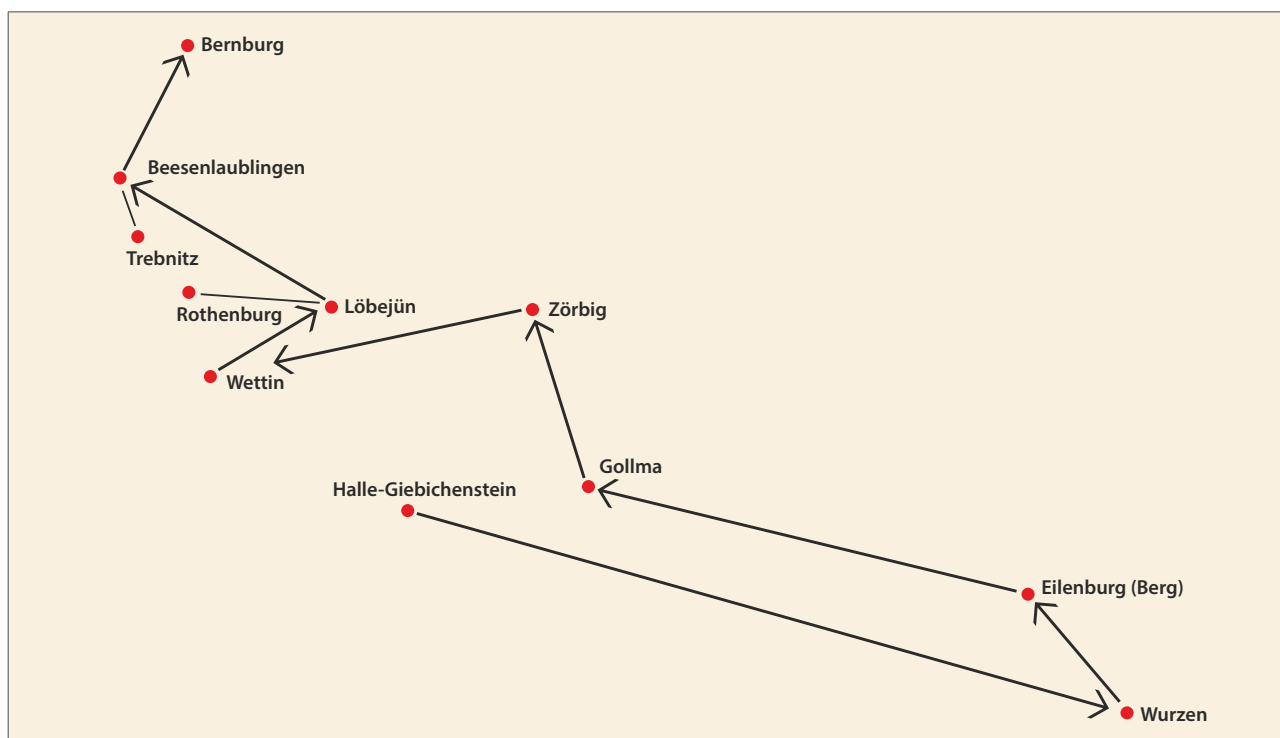 Bernburg
Beesenlaublingen
Trebnitz
Rothenburg
Löbejün
Zörbig
Wettin
Gollma
Halle-Giebichenstein
Eilenburg (Berg)
Wurzen